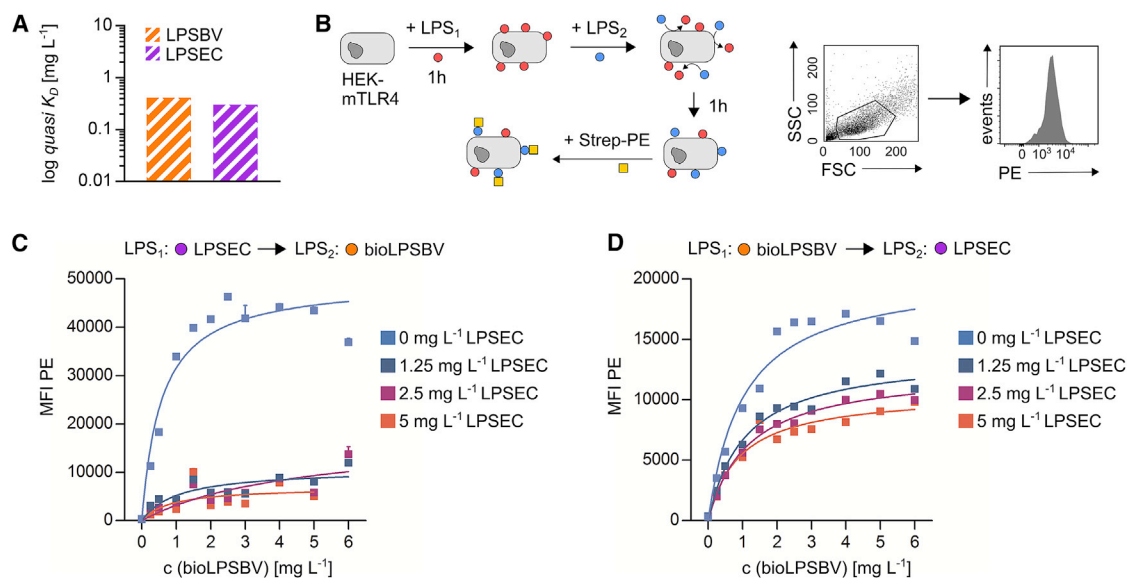 A
log quasi K_D [mg L⁻¹]
10
1
0.1
0.01
LPSBV
LPSEC
B
HEK-
mTLR4
+ LPS₁
1h
+ LPS₂
1h
+ Strep-PE
SSC
0 100 200
0 100 200
FSC
events
0 10³ 10⁴
PE
C
LPS₁: LPSEC → LPS₂: bioLPSBV
MFI PE
50000
40000
30000
20000
10000
0
0 1 2 3 4 5 6
c (bioLPSBV) [mg L⁻¹]
0 mg L⁻¹ LPSEC
1.25 mg L⁻¹ LPSEC
2.5 mg L⁻¹ LPSEC
5 mg L⁻¹ LPSEC
D
LPS₁: bioLPSBV → LPS₂: LPSEC
MFI PE
20000
15000
10000
5000
0
0 1 2 3 4 5 6
c (bioLPSBV) [mg L⁻¹]
0 mg L⁻¹ LPSEC
1.25 mg L⁻¹ LPSEC
2.5 mg L⁻¹ LPSEC
5 mg L⁻¹ LPSEC